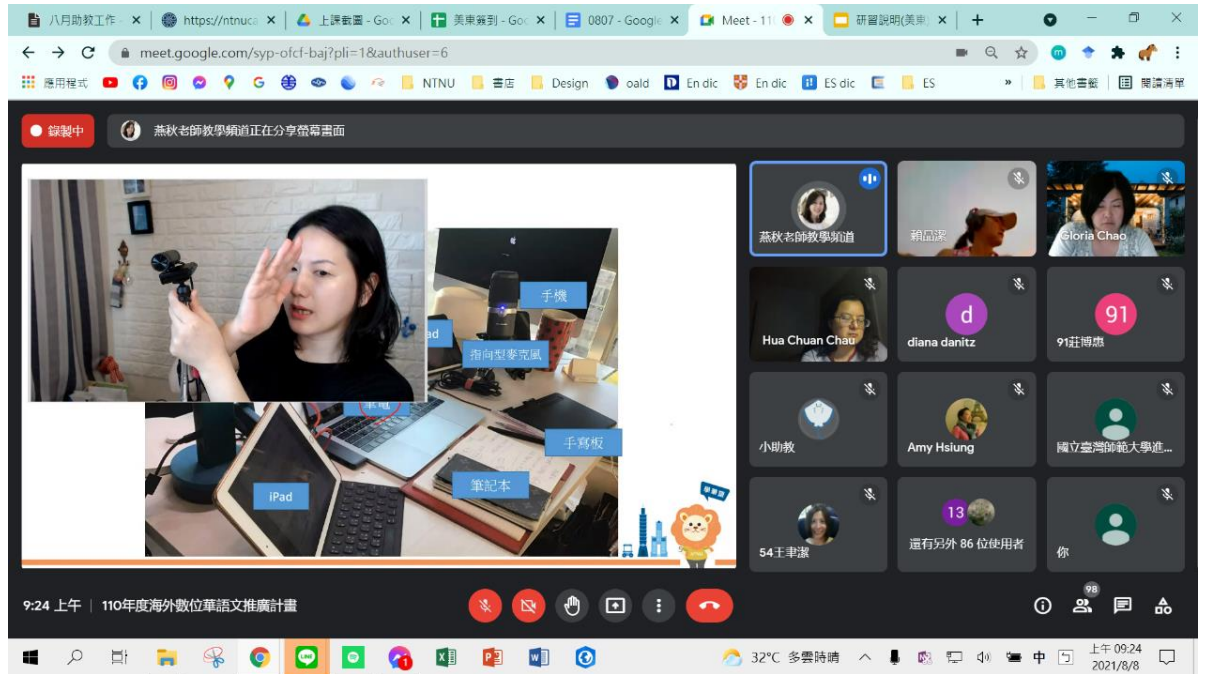 八月助教工作 -
https://ntnuca
上課截圖 - Goo
美東簽到 - Goo
0807 - Google
Meet - 11
研習說明(美東
meet.google.com/syp-ofcf-baj?pli=1&authuser=6
應用程式
NTNU
書店
Design
oald
En dic
En dic
ES dic
ES
»
其他書籤
閱讀清單
錄製中
燕秋老師教學頻道正在分享螢幕畫面
手機
ad
指向型麥克風
筆電
手寫板
筆記本
iPad
學華語
燕秋老師教學頻道
賴品潔
Gloria Chao
Hua Chuan Chau
d
diana danitz
91
91莊博惠
小助教
Amy Hsiung
國立臺灣師範大學進...
54王聿潔
13
還有另外 86 位使用者
你
9:24 上午 | 110年度海外數位華語文推廣計畫
98
32°C 多雲時晴
中
上午 09:24
2021/8/8